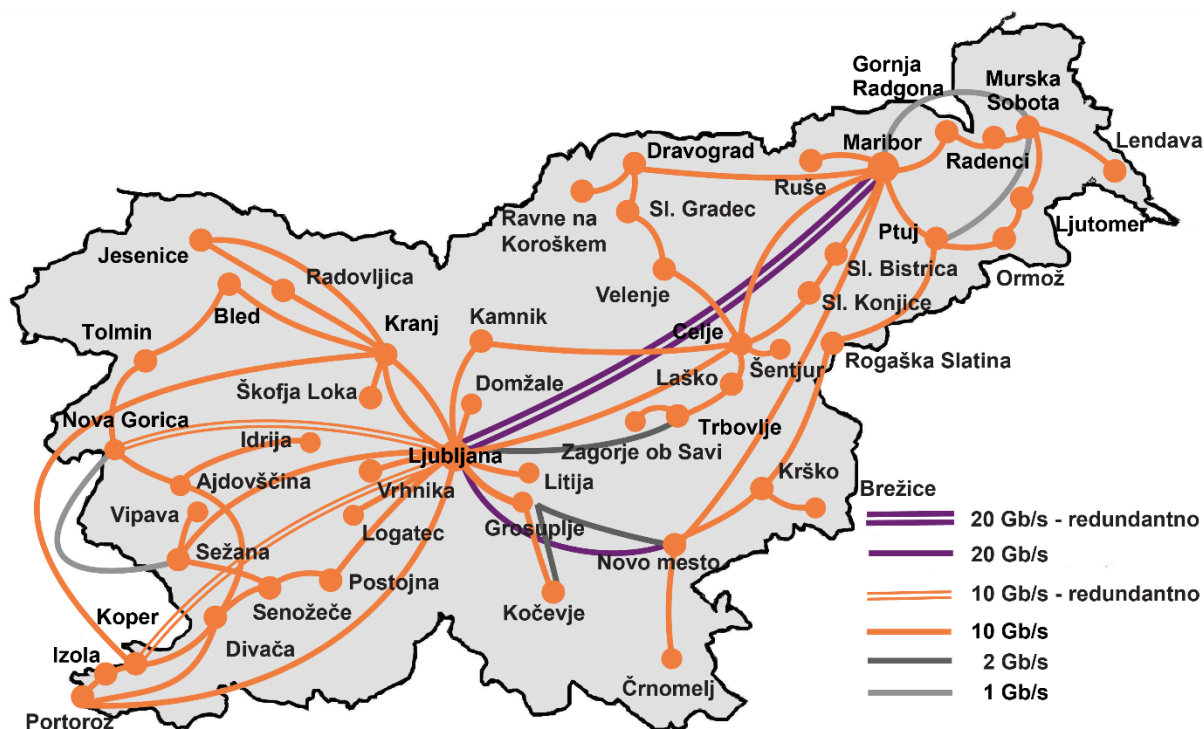 Gornja
Radgona
Murska
Sobota
Maribor
Dravograd
Radenci
Lendava
Ruše
Ravne na
Koroškem
Sl. Gradec
Ptuj
Ljutomer
Jesenice
Radovljica
Sl. Bistrica
Ormož
Velenje
Sl. Konjice
Bled
Tolmin
Kranj
Kamnik
Celje
Rogaška Slatina
Šentjur
Domžale
Laško
Škofja Loka
Nova Gorica
Idrija
Trbovlje
Zagorje ob Savi
Ljubljana
Krško
Ajdovščina
Vrhnika
Litija
Brežice
Vipava
Logatec
Grosuplje
Sežana
Novo mesto
Postojna
Senožeče
Kočevje
Koper
Divača
Izola
Črnomelj
Portorož
20 Gb/s - redundantno
20 Gb/s
10 Gb/s - redundantno
10 Gb/s
2 Gb/s
1 Gb/s